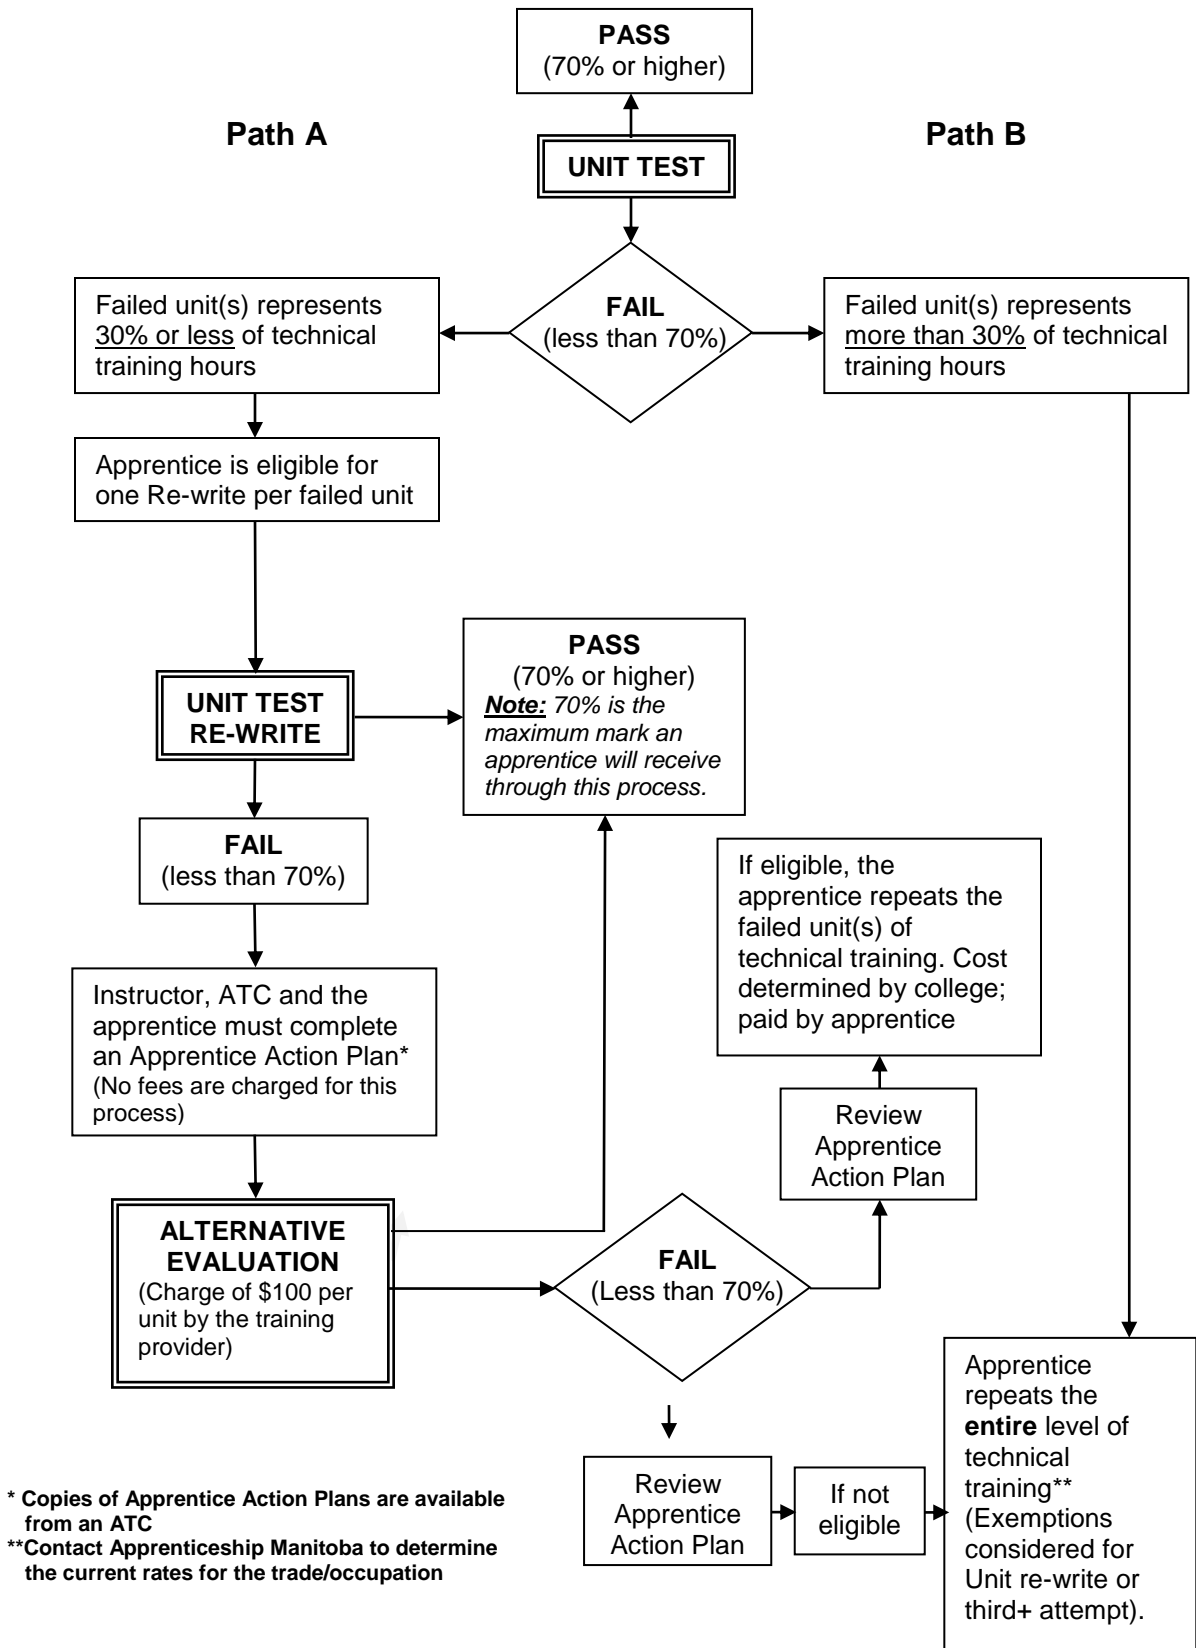 PASS
(70% or higher)
Path A
Path B
UNIT TEST
FAIL
(less than 70%)
Failed unit(s) represents
30% or less of technical
training hours
Failed unit(s) represents
more than 30% of technical
training hours
Apprentice is eligible for
one Re-write per failed unit
UNIT TEST
RE-WRITE
PASS
(70% or higher)
Note: 70% is the
maximum mark an
apprentice will receive
through this process.
FAIL
(less than 70%)
If eligible, the
apprentice repeats the
failed unit(s) of
technical training. Cost
determined by college;
paid by apprentice
Instructor, ATC and the
apprentice must complete
an Apprentice Action Plan*
(No fees are charged for this
process)
Review
Apprentice
Action Plan
ALTERNATIVE
EVALUATION
(Charge of $100 per
unit by the training
provider)
FAIL
(Less than 70%)
Review
Apprentice
Action Plan
If not
eligible
Apprentice
repeats the
entire level of
technical
training**
(Exemptions
considered for
Unit re-write or
third+ attempt).
* Copies of Apprentice Action Plans are available
from an ATC
**Contact Apprenticeship Manitoba to determine
the current rates for the trade/occupation